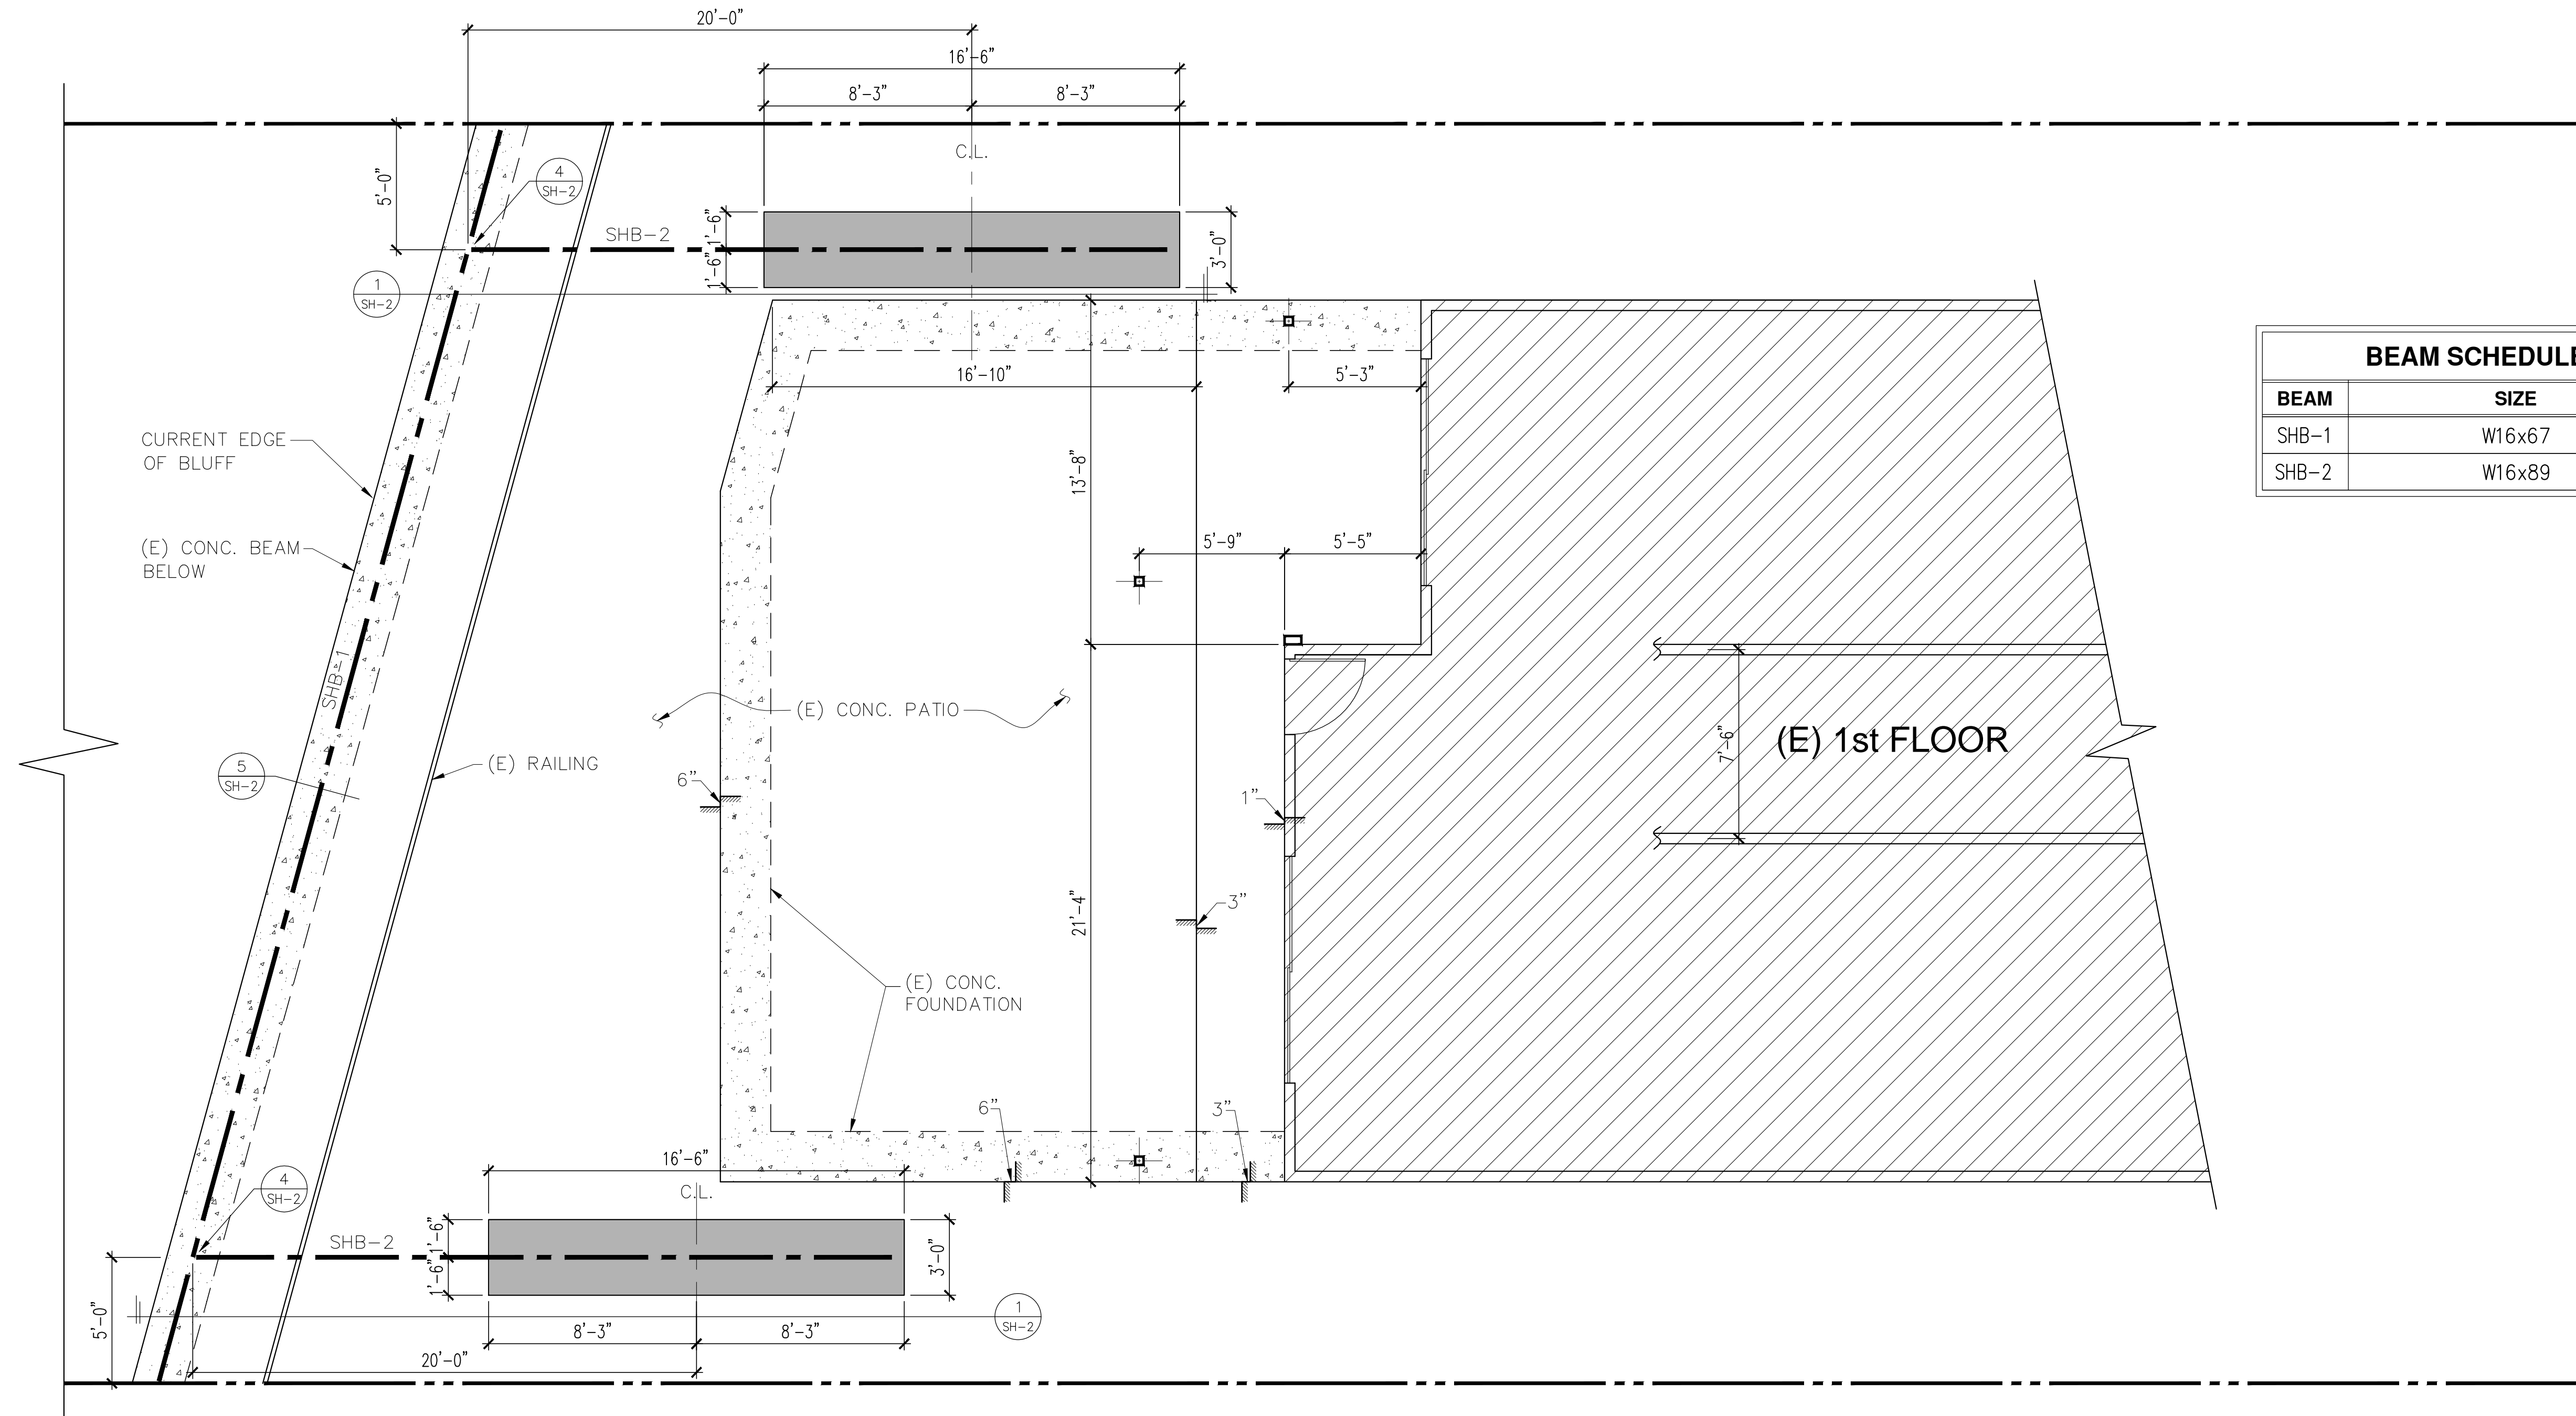 20'-0"
16'-6"
8'-3"
8'-3"
C.L.
4
SH-2
5'-0"
SHB-2
1'-6"
1'-6"
3'-0"
1
SH-2
16'-10"
5'-3"
BEAM SCHEDULE
BEAM
SIZE
SHB-1
W16x67
SHB-2
W16x89
CURRENT EDGE
OF BLUFF
13'-8"
(E) CONC. BEAM
BELOW
5'-9"
5'-5"
SHB-1
(E) CONC. PATIO
(E) 1st FLOOR
7'-6"
5
SH-2
(E) RAILING
6"
1"
21'-4"
3"
(E) CONC.
FOUNDATION
6"
3"
16'-6"
C.L.
4
SH-2
SHB-2
1'-6"
1'-6"
3'-0"
5'-0"
1
SH-2
8'-3"
8'-3"
20'-0"